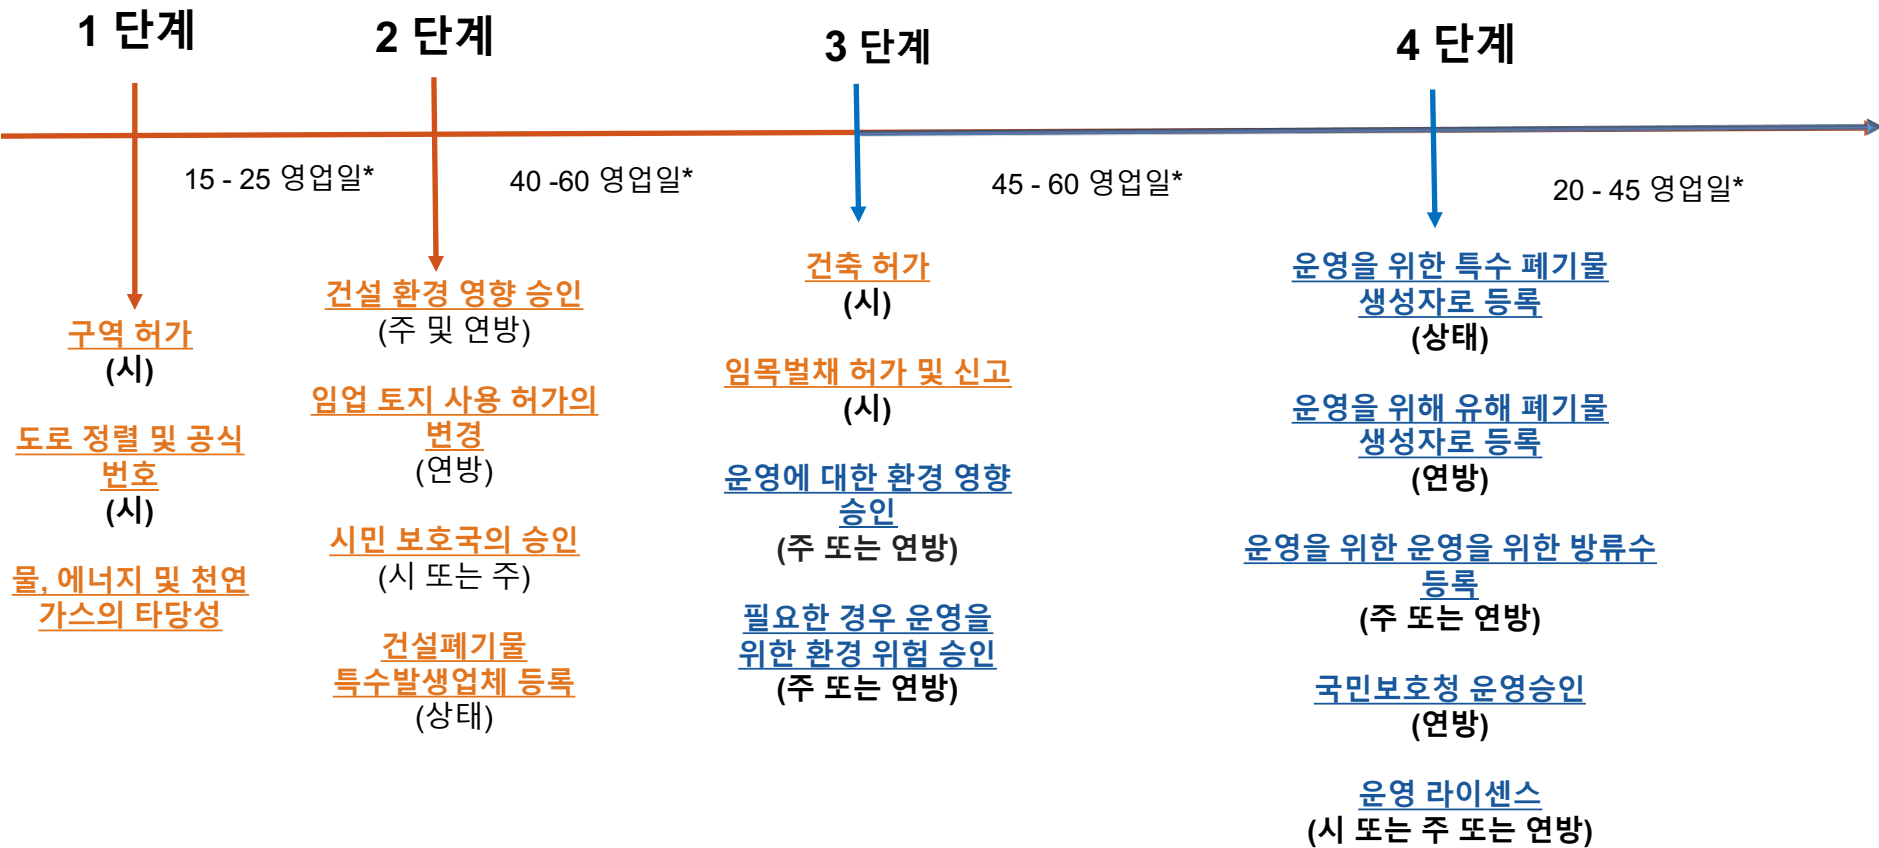 1 단계
2 단계
3 단계
4 단계
15 - 25 영업일*
40 -60 영업일*
45 - 60 영업일*
20 - 45 영업일*
구역 허가
(시)
도로 정렬 및 공식
번호
(시)
물, 에너지 및 천연
가스의 타당성
건설 환경 영향 승인
(주 및 연방)
임업 토지 사용 허가의
변경
(연방)
시민 보호국의 승인
(시 또는 주)
건설폐기물
특수발생업체 등록
(상태)
건축 허가
(시)
임목벌채 허가 및 신고
(시)
운영에 대한 환경 영향
승인
(주 또는 연방)
필요한 경우 운영을
위한 환경 위험 승인
(주 또는 연방)
운영을 위한 특수 폐기물
생성자로 등록
(상태)
운영을 위해 유해 폐기물
생성자로 등록
(연방)
운영을 위한 운영을 위한 방류수
등록
(주 또는 연방)
국민보호청 운영승인
(연방)
운영 라이센스
(시 또는 주 또는 연방)